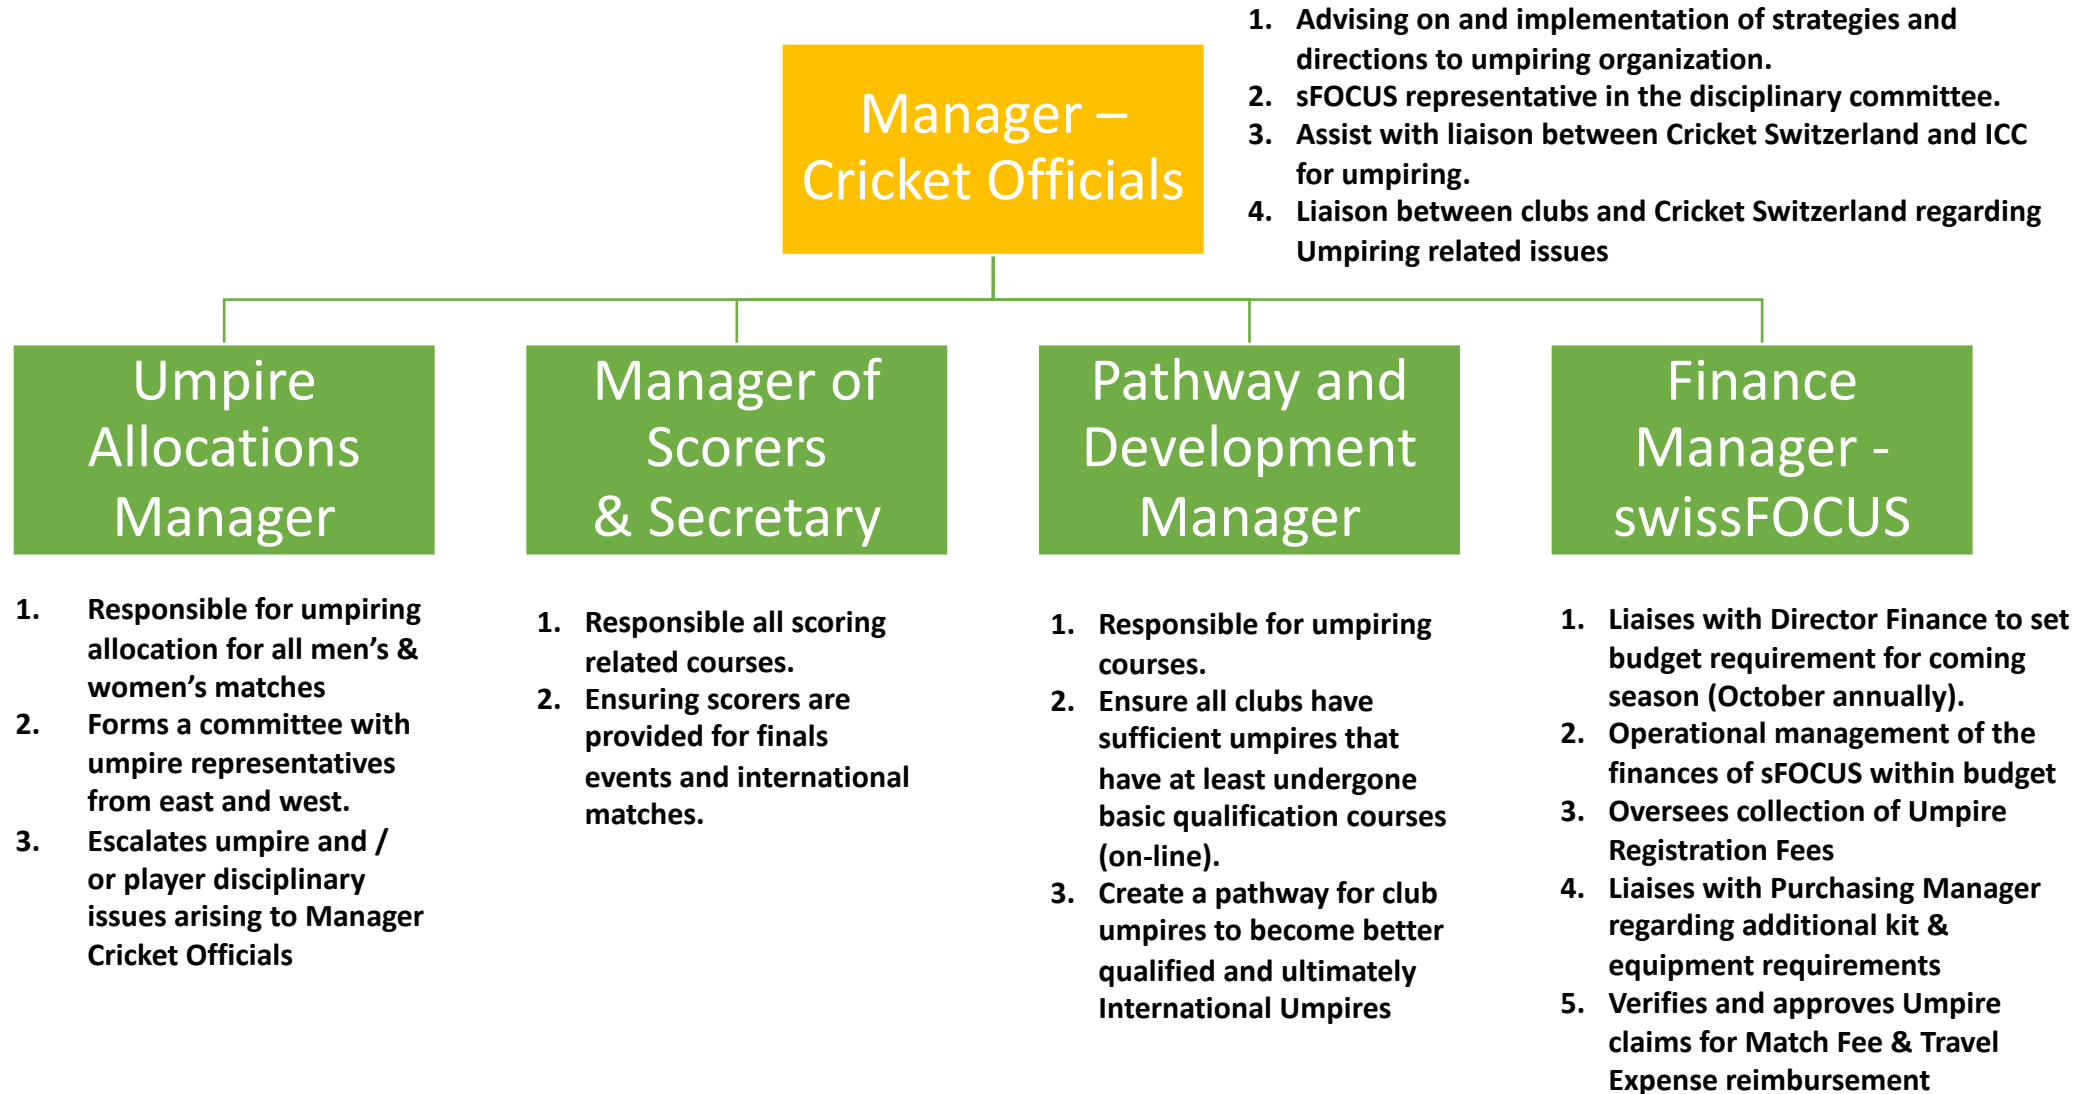 Manager –
Cricket Officials
1. Advising on and implementation of strategies and
directions to umpiring organization.
2. sFOCUS representative in the disciplinary committee.
3. Assist with liaison between Cricket Switzerland and ICC
for umpiring.
4. Liaison between clubs and Cricket Switzerland regarding
Umpiring related issues
Umpire
Allocations
Manager
1. Responsible for umpiring
allocation for all men’s &
women’s matches
2. Forms a committee with
umpire representatives
from east and west.
3. Escalates umpire and /
or player disciplinary
issues arising to Manager
Cricket Officials
Manager of
Scorers
& Secretary
1. Responsible all scoring
related courses.
2. Ensuring scorers are
provided for finals
events and international
matches.
Pathway and
Development
Manager
1. Responsible for umpiring
courses.
2. Ensure all clubs have
sufficient umpires that
have at least undergone
basic qualification courses
(on-line).
3. Create a pathway for club
umpires to become better
qualified and ultimately
International Umpires
Finance
Manager -
swissFOCUS
1. Liaises with Director Finance to set
budget requirement for coming
season (October annually).
2. Operational management of the
finances of sFOCUS within budget
3. Oversees collection of Umpire
Registration Fees
4. Liaises with Purchasing Manager
regarding additional kit &
equipment requirements
5. Verifies and approves Umpire
claims for Match Fee & Travel
Expense reimbursement